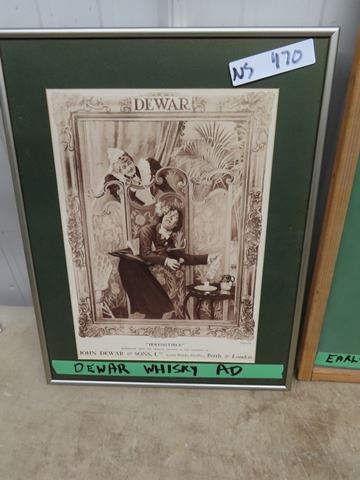 NS 470
DEWAR
"IRRESISTIBLE"
JOHN DEWAR & SONS, LTD Perth & London
DEWAR WHISKY AD
EARL